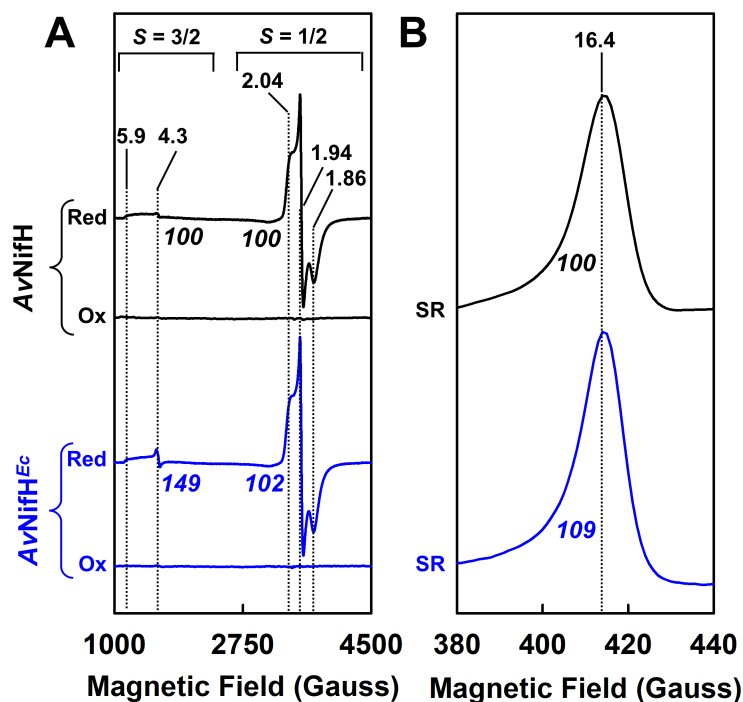 A
S = 3/2
S = 1/2
2.04
5.9
4.3
1.94
1.86
AvNifH
Red
100
100
Ox
AvNifH^Ec
Red
149
102
Ox
1000
2750
4500
Magnetic Field (Gauss)
B
16.4
100
SR
109
SR
380
400
420
440
Magnetic Field (Gauss)